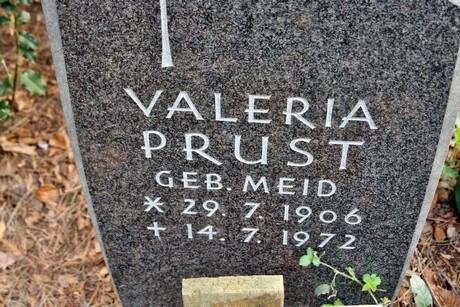 VALERIA
PRUST
GEB. MEID
* 29. 7. 1906
+ 14. 7. 1972